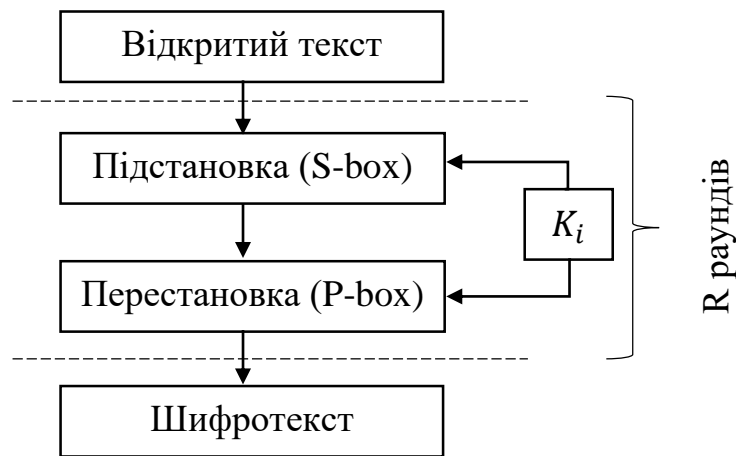 Відкритий текст
Підстановка (S-box)
K_i
Перестановка (P-box)
R раундів
Шифротекст